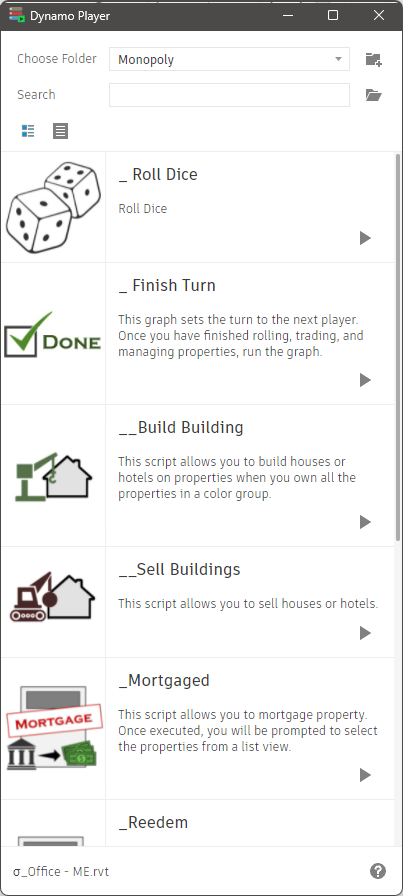 Dynamo Player
Choose Folder
Monopoly
Search
_ Roll Dice
Roll Dice
_ Finish Turn
DONE
This graph sets the turn to the next player.
Once you have finished rolling, trading, and
managing properties, run the graph.
__Build Building
This script allows you to build houses or
hotels on properties when you own all the
properties in a color group.
__Sell Buildings
This script allows you to sell houses or hotels.
_Mortgaged
MORTGAGE
This script allows you to mortgage property.
Once executed, you will be prompted to select
the properties from a list view.
_Reedem
σ_Office - ME.rvt
?